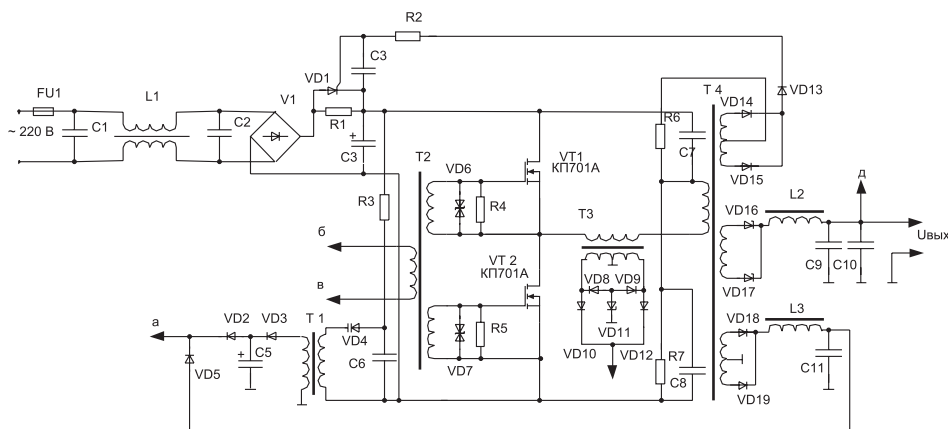 R2
C3
VD1
FU1
L1
V1
T 4
VD13
VD14
~ 220 В
C1
C2
R1
R6
+
C3
C7
VT1
КП701А
T2
VD6
VD15
д
R3
R4
L2
VD16
T3
б
Uвых
VT 2
КП701А
C9
C10
VD8
VD9
VD17
в
VD18
L3
а
VD2
VD3
T 1
R5
VD11
VD4
+
C5
VD5
C6
VD7
VD10
VD12
R7
C8
C11
VD19